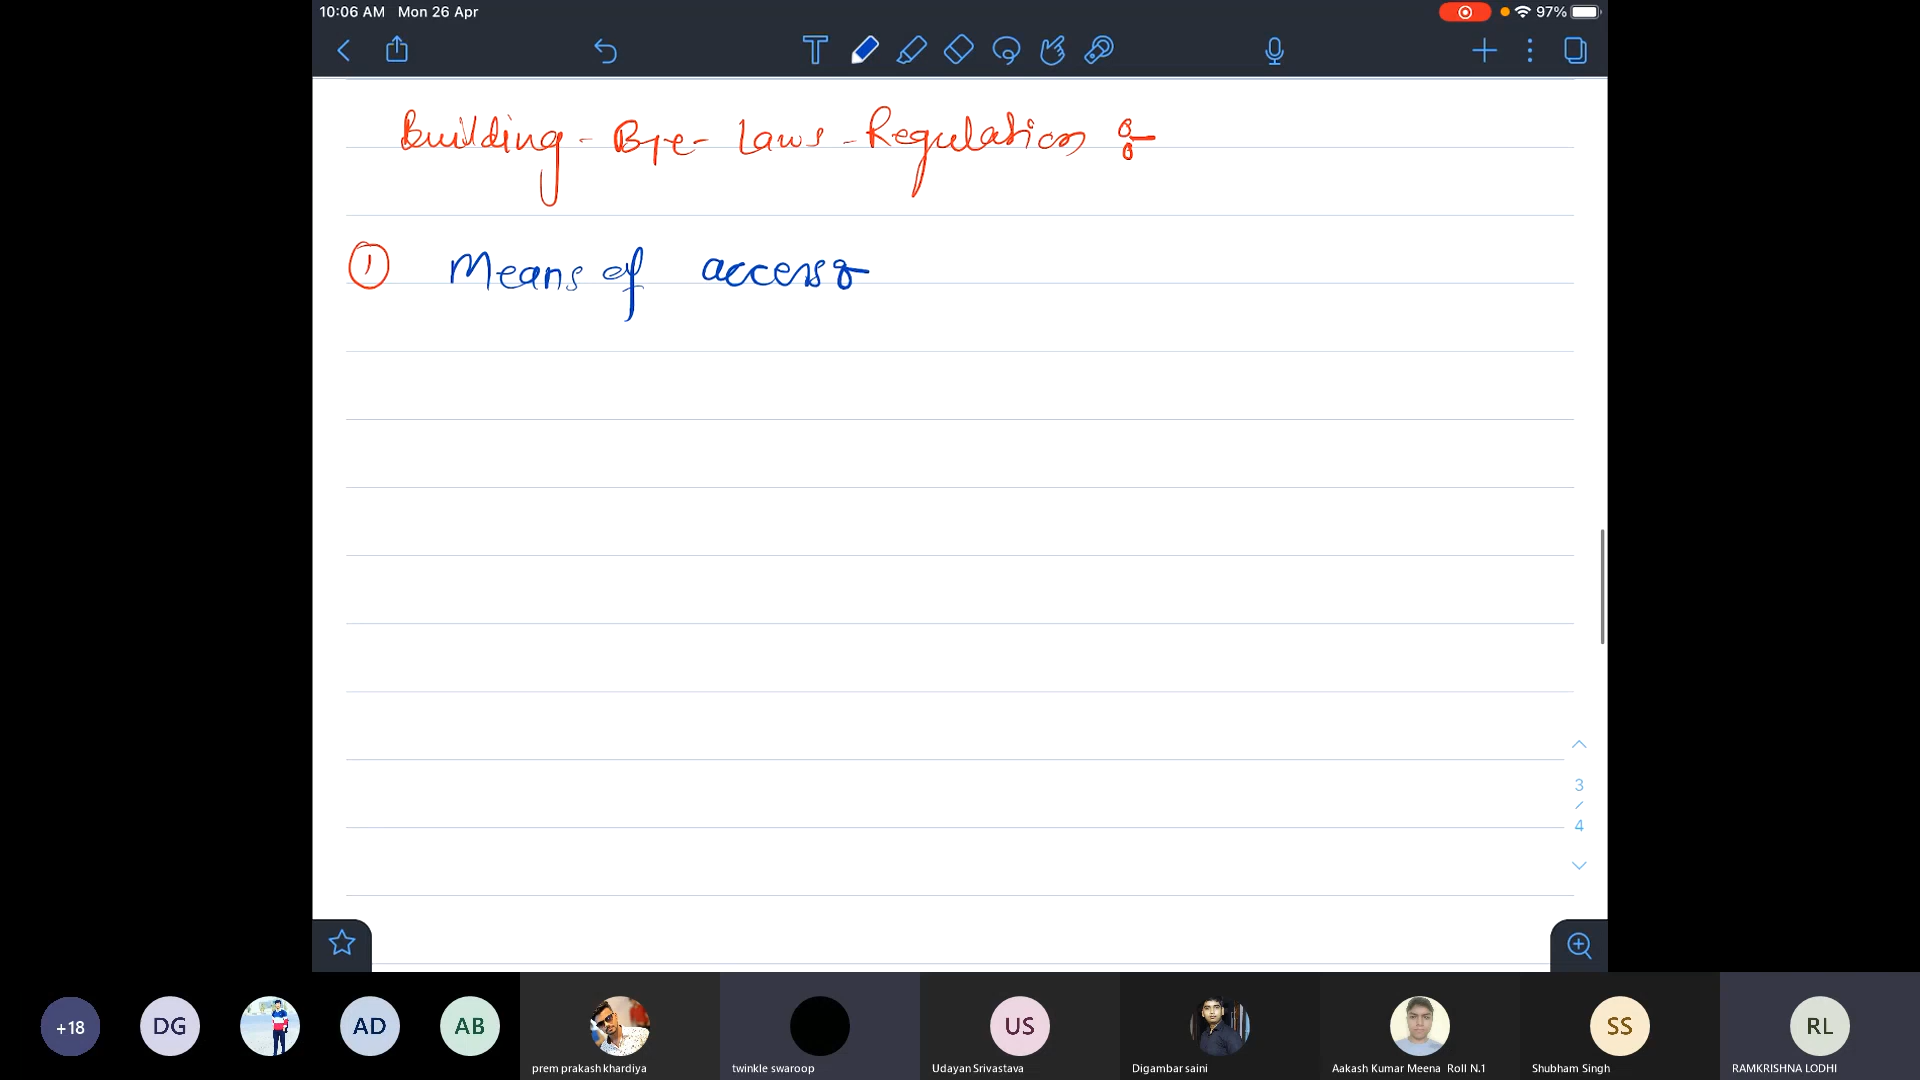 10:06 AM Mon 26 Apr 97%
Building - Bye - Laws - Regulation :-
① Means of access :-
3
/
4
+18 DG AD AB US SS RL
prem prakash khardiya twinkle swaroop Udayan Srivastava Digambar saini Aakash Kumar Meena Roll N.1 Shubham Singh RAMKRISHNA LODHI